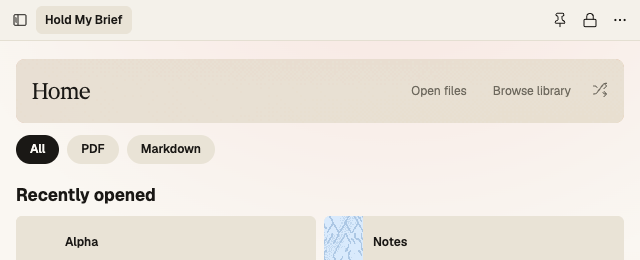 Hold My Brief
Home
Open files
Browse library
All
PDF
Markdown
Recently opened
Alpha
Notes